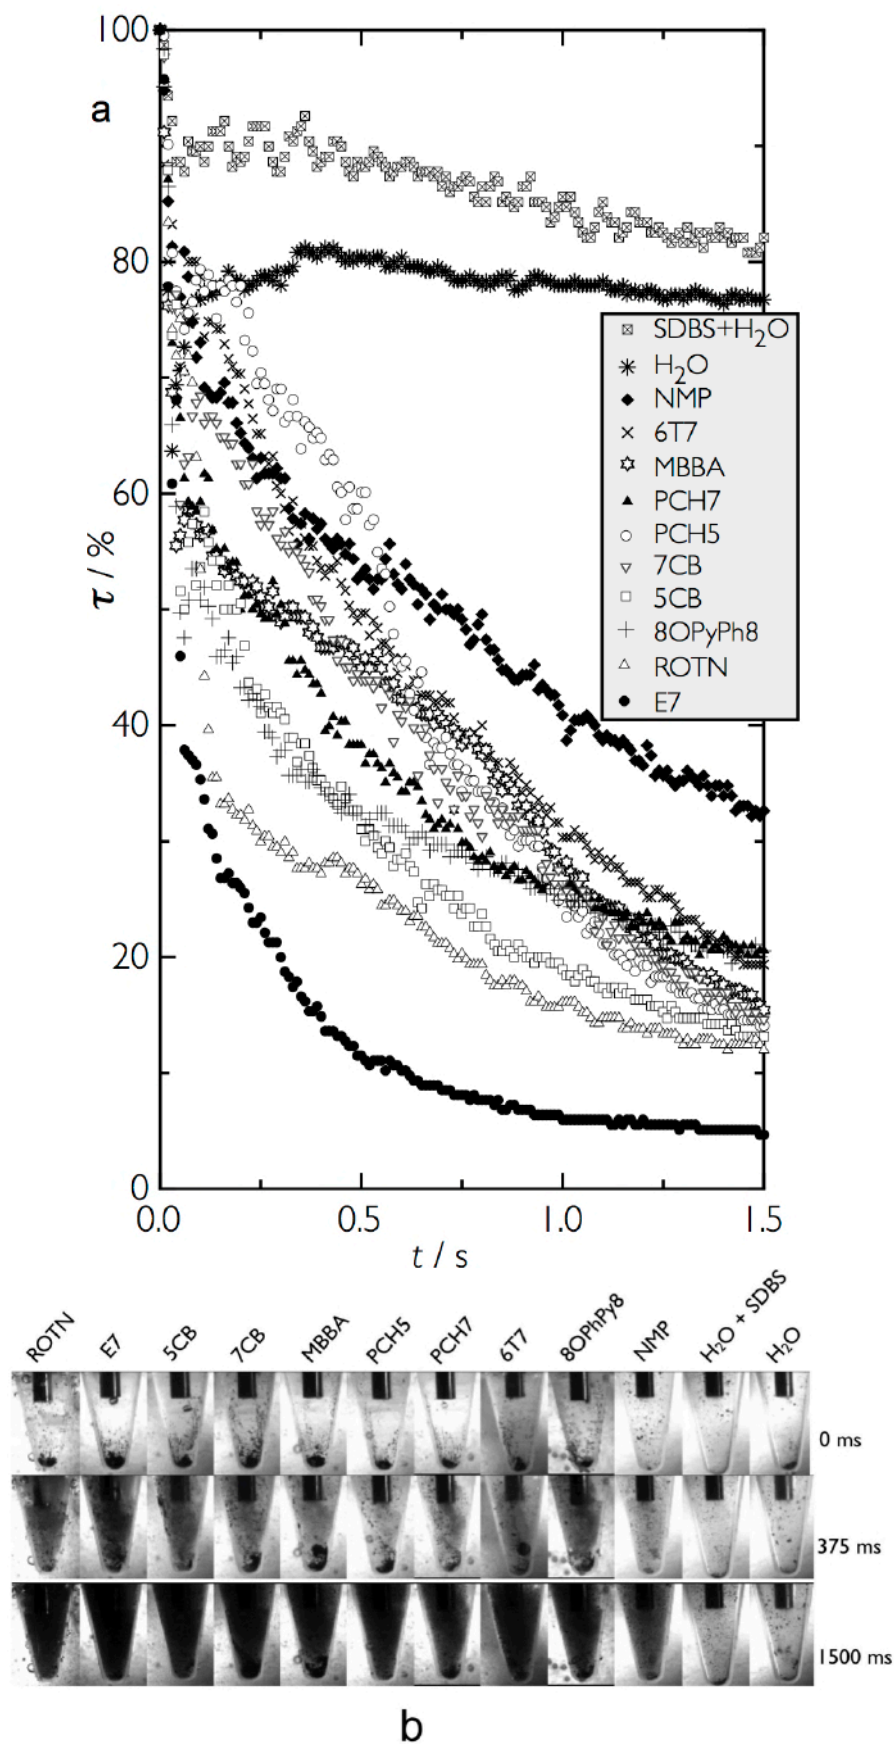 100
a
80
60
40
20
0
τ / %
0.0 0.5 1.0 1.5
t / s
SDBS+H₂O
H₂O
NMP
6T7
MBBA
PCH7
PCH5
7CB
5CB
8OPyPh8
ROTN
E7
ROTN E7 5CB 7CB MBBA PCH5 PCH7 6T7 8OPhPy8 NMP H₂O + SDBS H₂O
0 ms
375 ms
1500 ms
b